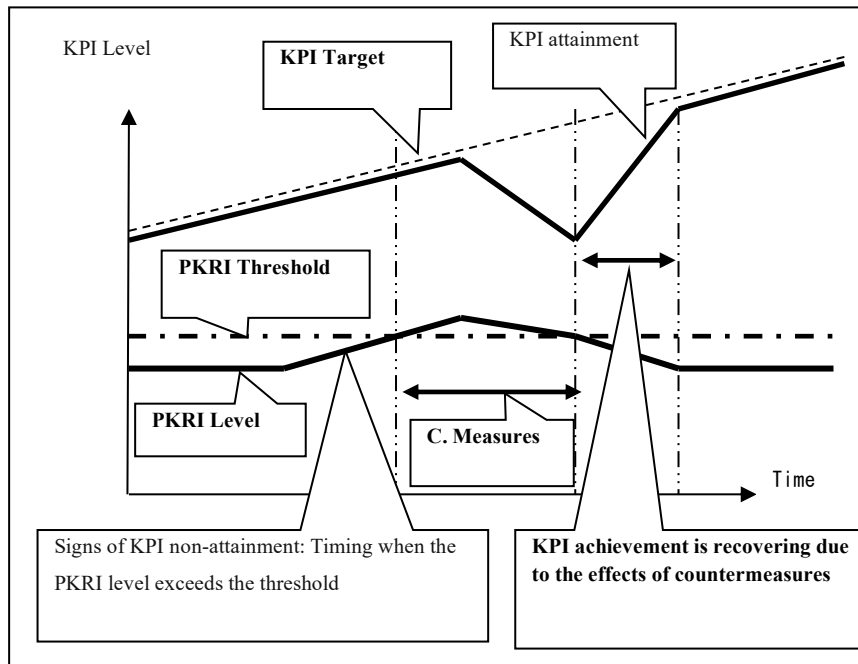 KPI Level
KPI Target
KPI attainment
PKRI Threshold
PKRI Level
C. Measures
Time
Signs of KPI non-attainment: Timing when the
PKRI level exceeds the threshold
KPI achievement is recovering due
to the effects of countermeasures